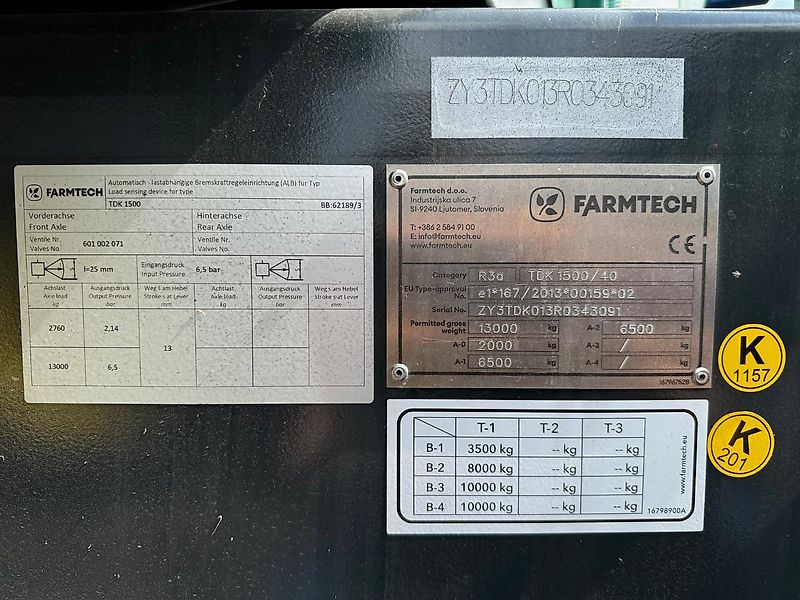 ZY3TDK013R0343091
FARMTECH
Automatisch - lastabhängige Bremskraftregeleinrichtung (ALB) für Typ
Load sensing device for type
TDK 1500 BB:62189/3
Vorderachse Hinterachse
Front Axle Rear Axle
Ventile Nr. Ventile Nr.
Valves No. 601 002 071 Valves No.
l=25 mm Eingangsdruck Input Pressure 6,5 bar
Achslast Ausgangsdruck Weg s am Hebel Achslast Ausgangsdruck Weg s am Hebel
Axle load Output Pressure Stroke s at Lever Axle load Output Pressure Stroke s at Lever
kg bar mm kg bar mm
2760 2,14
13
13000 6,5
Farmtech d.o.o.
Industrijska ulica 7
SI-9240 Ljutomer, Slovenia
FARMTECH
T: +386 2 584 91 00
E: info@farmtech.eu
www.farmtech.eu
CE
Category R3a TDK 1500/40
EU Type-approval No. e1*167/2013*00159*02
Serial No. ZY3TDK013R0343091
Permitted gross weight 13000 kg A-2 6500 kg
A-0 2000 kg A-3 / kg
A-1 6500 kg A-4 / kg
16796752B
K
1157
K
201
T-1 T-2 T-3
B-1 3500 kg -- kg -- kg
B-2 8000 kg -- kg -- kg
B-3 10000 kg -- kg -- kg
B-4 10000 kg -- kg -- kg
www.farmtech.eu
16798900A